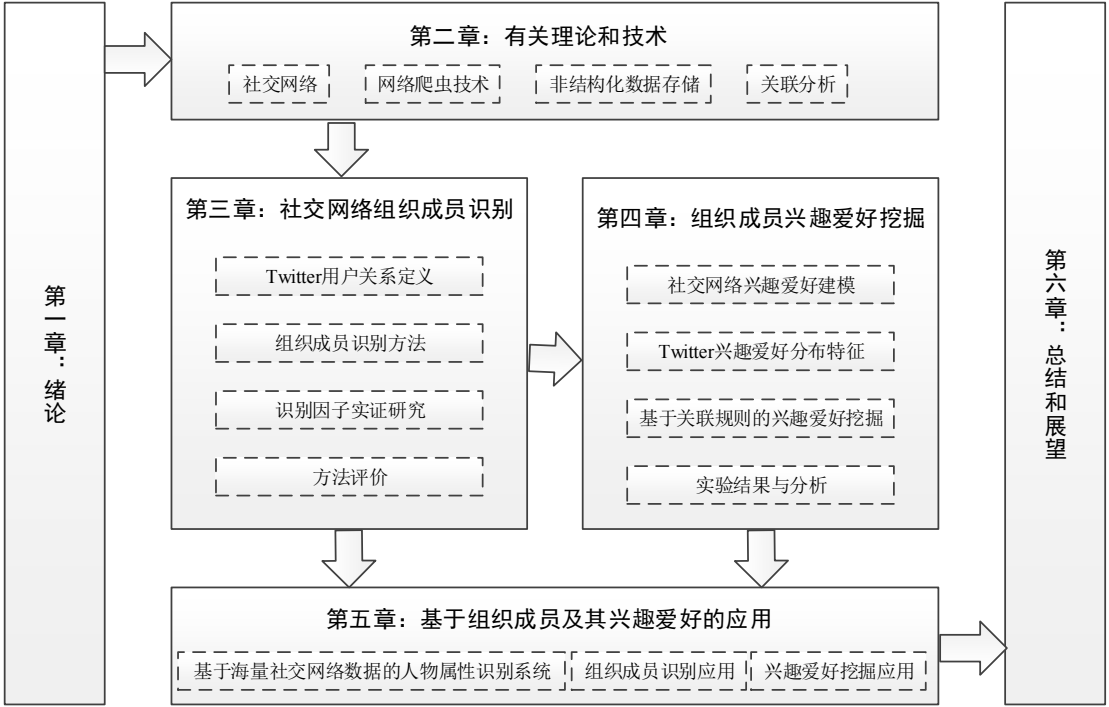 第一章：绪论
第二章：有关理论和技术
社交网络
网络爬虫技术
非结构化数据存储
关联分析
第三章：社交网络组织成员识别
Twitter用户关系定义
组织成员识别方法
识别因子实证研究
方法评价
第四章：组织成员兴趣爱好挖掘
社交网络兴趣爱好建模
Twitter兴趣爱好分布特征
基于关联规则的兴趣爱好挖掘
实验结果与分析
第五章：基于组织成员及其兴趣爱好的应用
基于海量社交网络数据的人物属性识别系统
组织成员识别应用
兴趣爱好挖掘应用
第六章：总结和展望